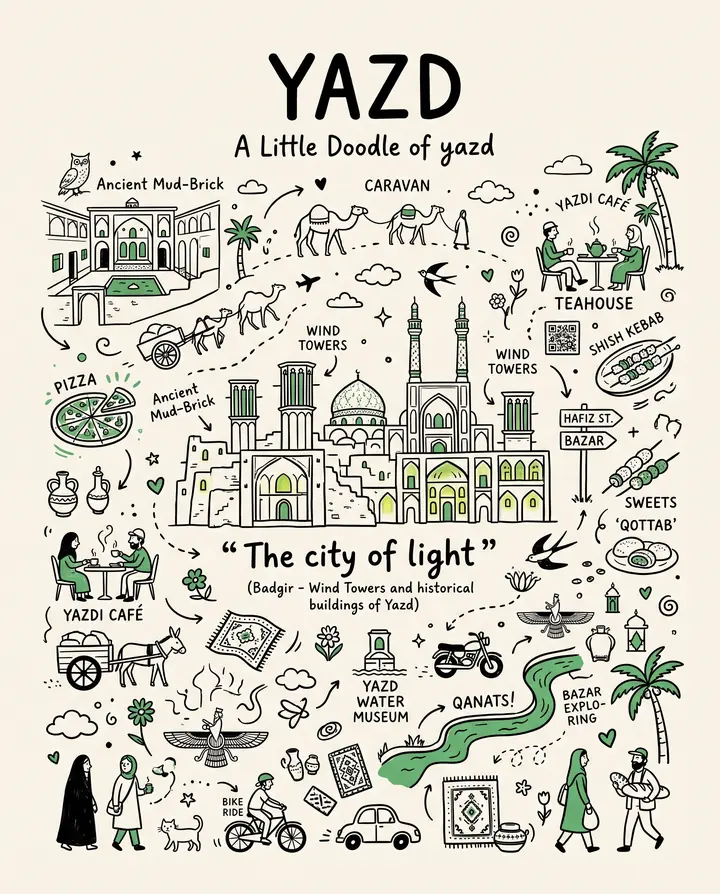 YAZD
A Little Doodle of yazd
Ancient Mud-Brick
CARAVAN
YAZDI CAFÉ
TEAHOUSE
WIND
TOWERS
WIND
TOWERS
SHISH KEBAB
PIZZA
Ancient
Mud-Brick
HAFIZ ST.
BAZAR
SWEETS
'QOTTAB'
"The city of light"
(Badgir – Wind Towers and historical
buildings of Yazd)
YAZDI CAFÉ
YAZD
WATER
MUSEUM
QANATS!
BAZAR
EXPLO-
RING
BIKE
RIDE